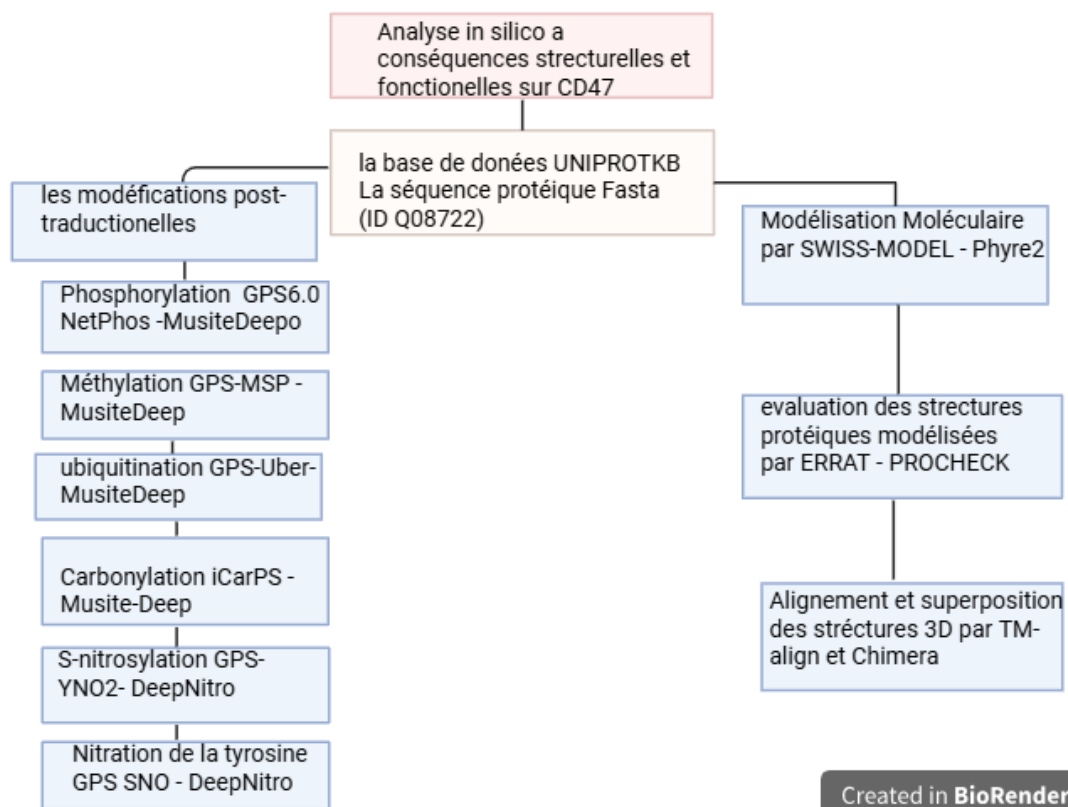 Analyse in silico a
conséquences strecturelles et
fonctionelles sur CD47
la base de donées UNIPROTKB
La séquence protéique Fasta
(ID Q08722)
les modéfications post-
traductionelles
Phosphorylation GPS6.0
NetPhos -MusiteDeepo
Méthylation GPS-MSP -
MusiteDeep
ubiquitination GPS-Uber-
MusiteDeep
Carbonylation iCarPS -
Musite-Deep
S-nitrosylation GPS-
YNO2- DeepNitro
Nitration de la tyrosine
GPS SNO - DeepNitro
Modélisation Moléculaire
par SWISS-MODEL - Phyre2
evaluation des strectures
protéiques modélisées
par ERRAT - PROCHECK
Alignement et superposition
des stréctures 3D par TM-
align et Chimera
Created in BioRender